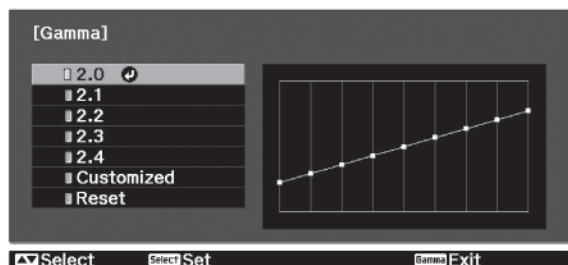 [Gamma]
2.0
2.1
2.2
2.3
2.4
Customized
Reset
Select Select Set Gamma Exit